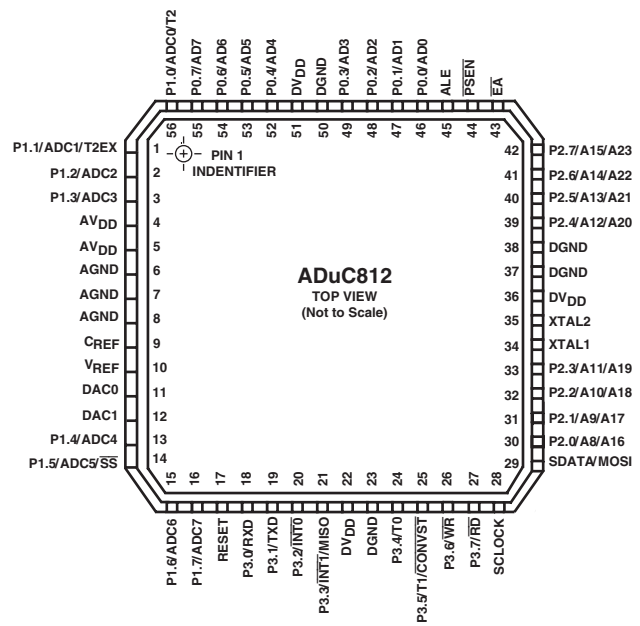 P1.0/ADC0/T2
P0.7/AD7
P0.6/AD6
P0.5/AD5
P0.4/AD4
DVDD
DGND
P0.3/AD3
P0.2/AD2
P0.1/AD1
P0.0/AD0
ALE
PSEN
EA
56 55 54 53 52 51 50 49 48 47 46 45 44 43
P1.1/ADC1/T2EX 1
P1.2/ADC2 2
P1.3/ADC3 3
AVDD 4
AVDD 5
AGND 6
AGND 7
AGND 8
CREF 9
VREF 10
DAC0 11
DAC1 12
P1.4/ADC4 13
P1.5/ADC5/SS 14
PIN 1
INDENTIFIER
ADuC812
TOP VIEW
(Not to Scale)
42 P2.7/A15/A23
41 P2.6/A14/A22
40 P2.5/A13/A21
39 P2.4/A12/A20
38 DGND
37 DGND
36 DVDD
35 XTAL2
34 XTAL1
33 P2.3/A11/A19
32 P2.2/A10/A18
31 P2.1/A9/A17
30 P2.0/A8/A16
29 SDATA/MOSI
15 16 17 18 19 20 21 22 23 24 25 26 27 28
P1.6/ADC6
P1.7/ADC7
RESET
P3.0/RXD
P3.1/TXD
P3.2/INT0
P3.3/INT1/MISO
DVDD
DGND
P3.4/T0
P3.5/T1/CONVST
P3.6/WR
P3.7/RD
SCLOCK